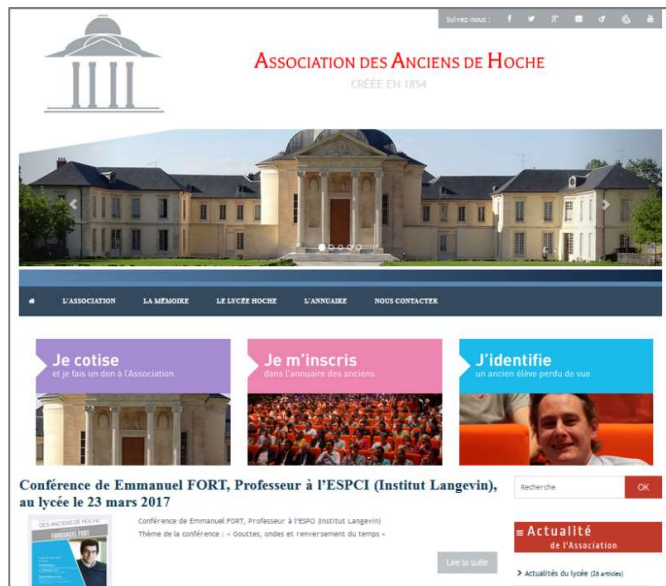 Suivez-nous :
ASSOCIATION DES ANCIENS DE HOCHE
CRÉÉE EN 1854
L'ASSOCIATION LA MÉMOIRE LE LYCÉE HOCHE L'ANNUAIRE NOUS CONTACTER
Je cotise
et je fais un don à l'Association
Je m'inscris
dans l'annuaire des anciens
J'identifie
un ancien élève perdu de vue
Conférence de Emmanuel FORT, Professeur à l'ESPCI (Institut Langevin),
au lycée le 23 mars 2017
Recherche OK
DES ANCIENS DE HOCHE
EMMANUEL FORT
Conférence de Emmanuel FORT, Professeur à l'ESPCI (Institut Langevin)
Thème de la conférence : « Gouttes, ondes et renversement du temps »
Lire la suite
Actualité
de l'Association
Actualités du lycée (26 articles)